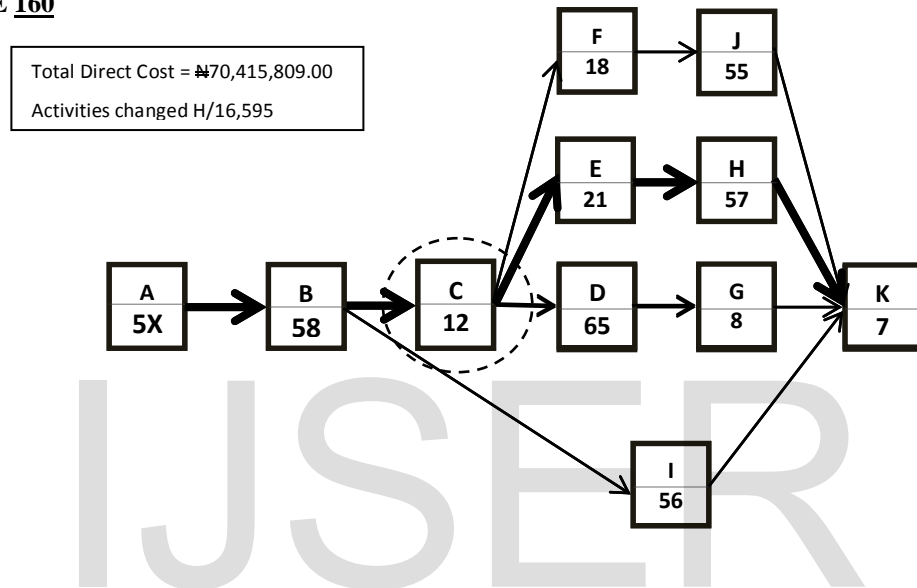 160
Total Direct Cost = ₦70,415,809.00
Activities changed H/16,595
F
18
J
55
E
21
H
57
A
5X
B
58
C
12
D
65
G
8
K
7
I
56
IJSER